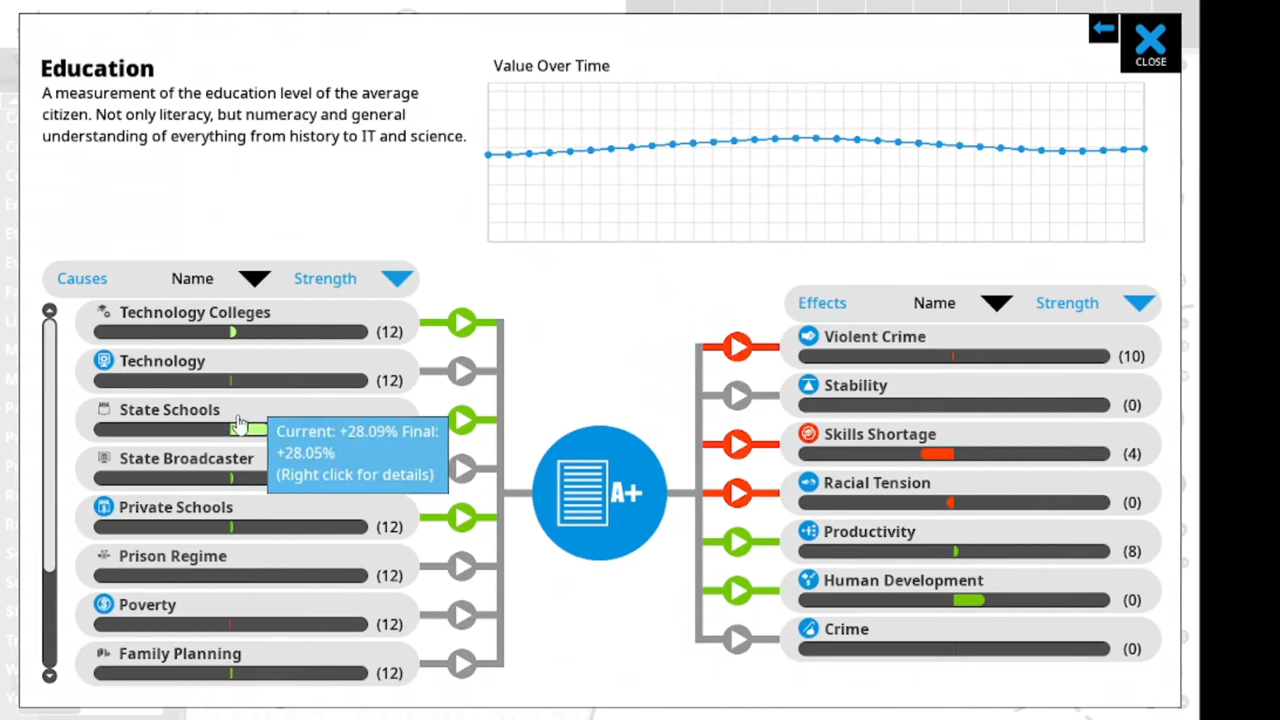 CLOSE
Education
A measurement of the education level of the average
citizen. Not only literacy, but numeracy and general
understanding of everything from history to IT and science.
Value Over Time
Causes Name Strength
Technology Colleges
(12)
Technology
(12)
State Schools
Current: +28.09% Final:
+28.05%
(Right click for details)
State Broadcaster
Private Schools
(12)
Prison Regime
(12)
Poverty
(12)
Family Planning
(12)
A+
Effects Name Strength
Violent Crime
(10)
Stability
(0)
Skills Shortage
(4)
Racial Tension
(0)
Productivity
(8)
Human Development
(0)
Crime
(0)